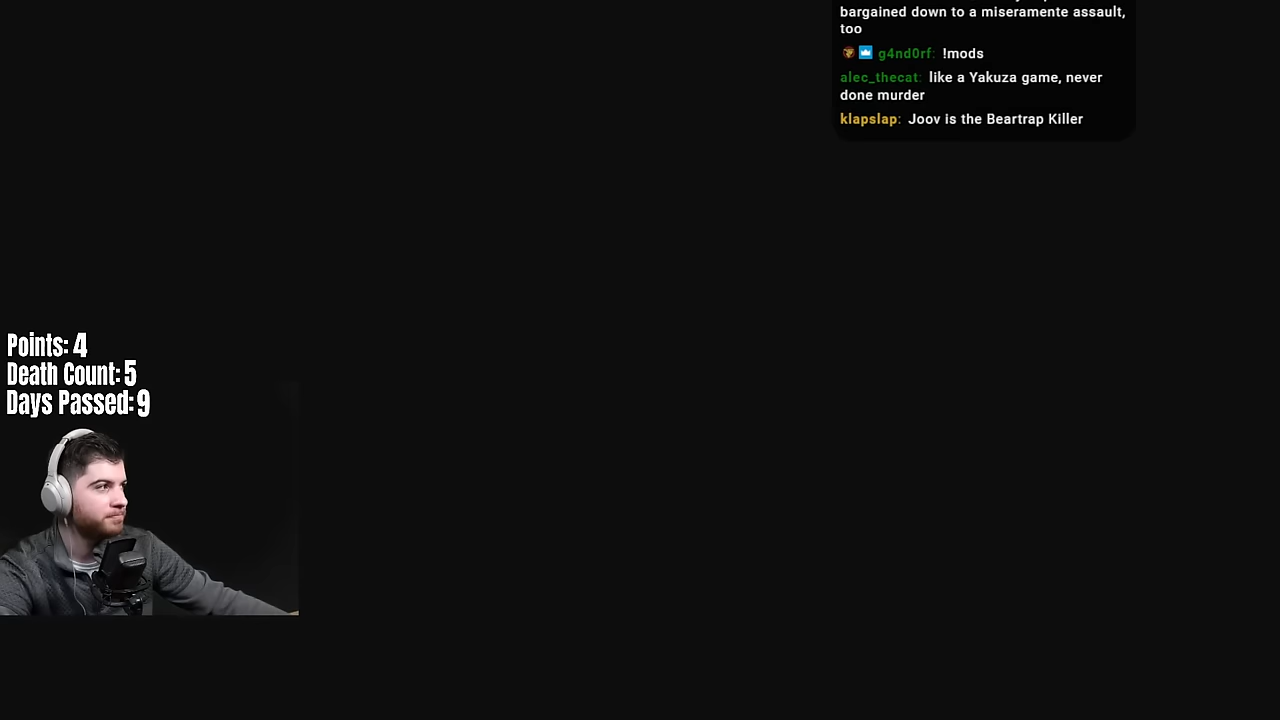 bargained down to a miseramente assault,
too
g4nd0rf: !mods
alec_thecat: like a Yakuza game, never
done murder
klapslap: Joov is the Beartrap Killer
Points: 4
Death Count: 5
Days Passed: 9